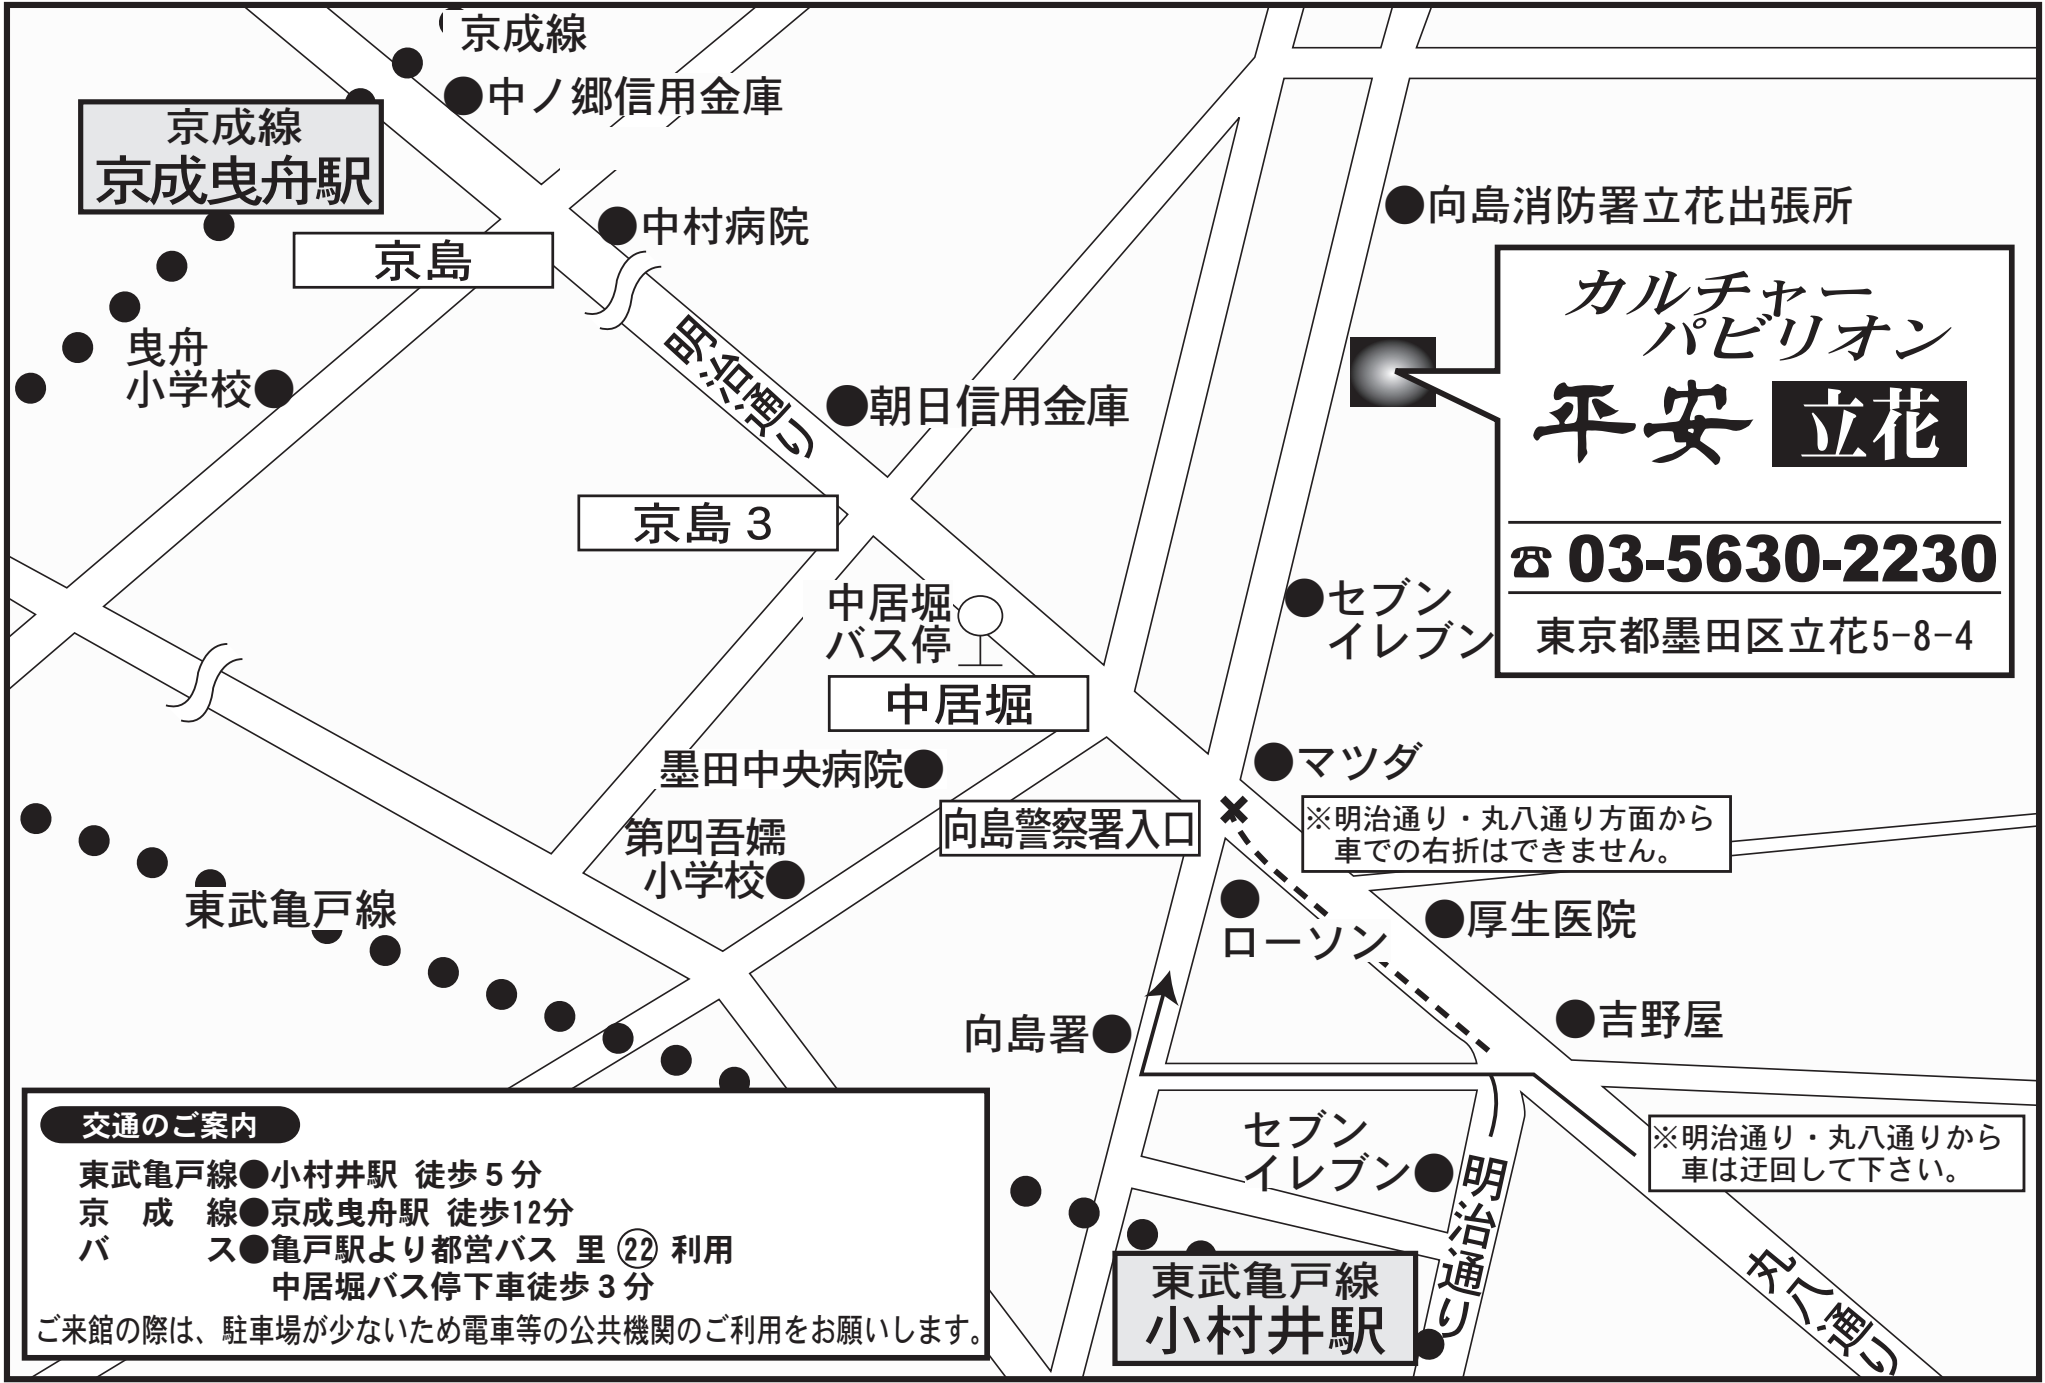 京成線
中ノ郷信用金庫
京成線
京成曳舟駅
中村病院
向島消防署立花出張所
京島
カルチャー
パビリオン
平安 立花
☎ 03-5630-2230
東京都墨田区立花5-8-4
曳舟
小学校
明治通り
朝日信用金庫
京島3
中居堀
バス停
中居堀
セブン
イレブン
墨田中央病院
マツダ
向島警察署入口
※明治通り・丸八通り方面から
車での右折はできません。
第四吾嬬
小学校
東武亀戸線
ローソン
厚生医院
向島署
吉野屋
セブン
イレブン
明治通り
※明治通り・丸八通りから
車は迂回して下さい。
丸八通り
東武亀戸線
小村井駅
交通のご案内
東武亀戸線●小村井駅 徒歩5分
京成線●京成曳舟駅 徒歩12分
バス●亀戸駅より都営バス 里㉒利用
中居堀バス停下車徒歩3分
ご来館の際は、駐車場が少ないため電車等の公共機関のご利用をお願いします。